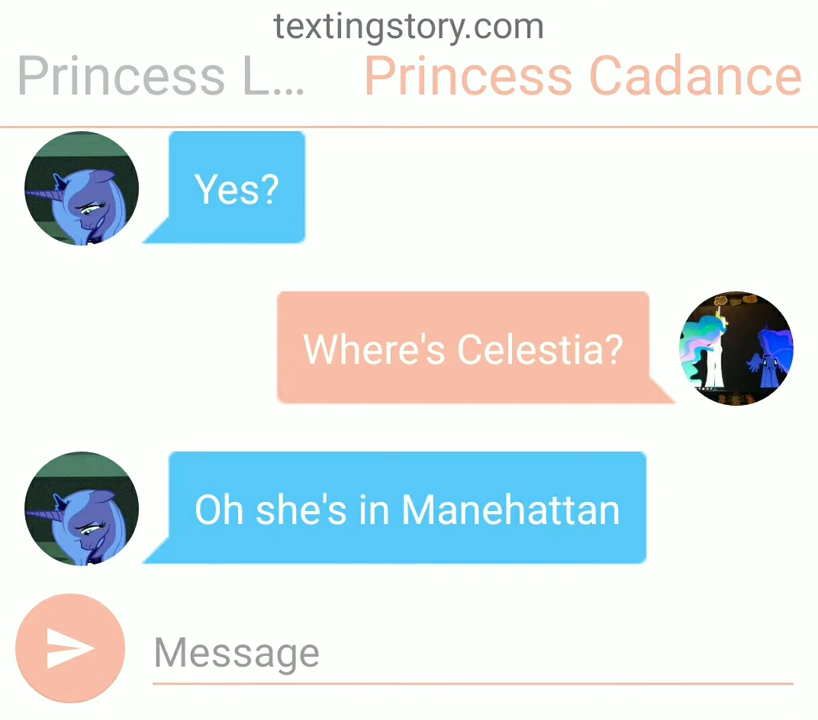 textingstory.com
Princess L... Princess Cadance
Yes?
Where's Celestia?
Oh she's in Manehattan
Message